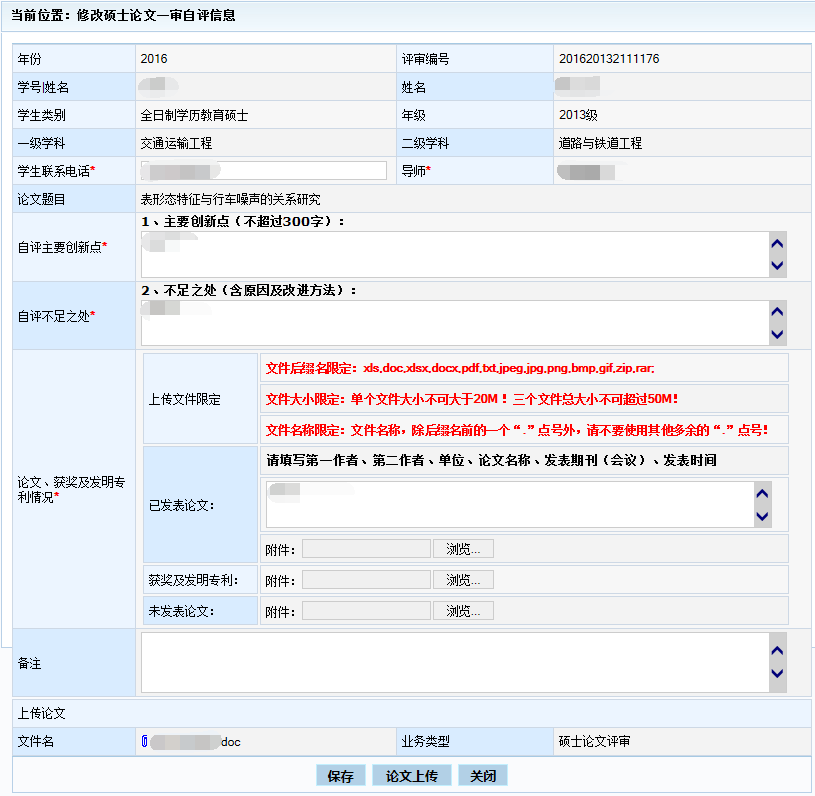 当前位置：修改硕士论文一审自评信息
年份 2016 评审编号 201620132111176
学号|姓名 姓名
学生类别 全日制学历教育硕士 年级 2013级
一级学科 交通运输工程 二级学科 道路与铁道工程
学生联系电话* 导师*
论文题目 表形态特征与行车噪声的关系研究
1、主要创新点（不超过300字）：
自评主要创新点*
2、不足之处（含原因及改进方法）：
自评不足之处*
文件后缀名限定：xls,doc,xlsx,docx,pdf,txt,jpeg,jpg,png,bmp,gif,zip,rar;
上传文件限定 文件大小限定：单个文件大小不可大于20M！三个文件总大小不可超过50M！
文件名称限定：文件名称，除后缀名前的一个“.”点号外，请不要使用其他多余的“.”点号！
请填写第一作者、第二作者、单位、论文名称、发表期刊（会议）、发表时间
论文、获奖及发明专
利情况*
已发表论文：
附件： 浏览...
获奖及发明专利： 附件： 浏览...
未发表论文： 附件： 浏览...
备注
上传论文
文件名 doc 业务类型 硕士论文评审
保存 论文上传 关闭